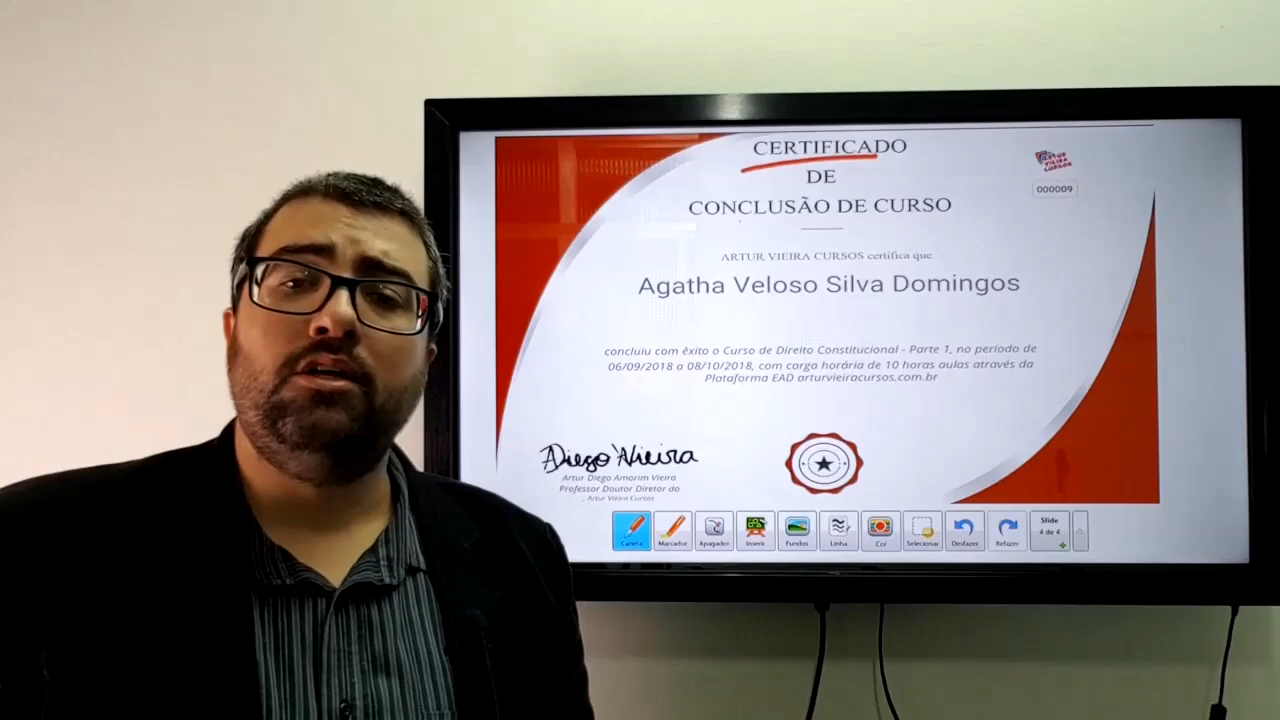 CERTIFICADO
DE
CONCLUSÃO DE CURSO
ARTUR VIEIRA CURSOS
000009
ARTUR VIEIRA CURSOS certifica que
Agatha Veloso Silva Domingos
concluiu com êxito o Curso de Direito Constitucional - Parte 1, no período de
06/09/2018 a 08/10/2018, com carga horária de 10 horas aulas através da
Plataforma EAD arturvieiracursos.com.br
Diego Vieira
Artur Diego Amorim Vieira
Professor Doutor Diretor do
Artur Vieira Cursos
Caneta Marcador Apagador Inserir Fundos Linha Cor Selecionar Desfazer Refazer
Slide
4 de 4